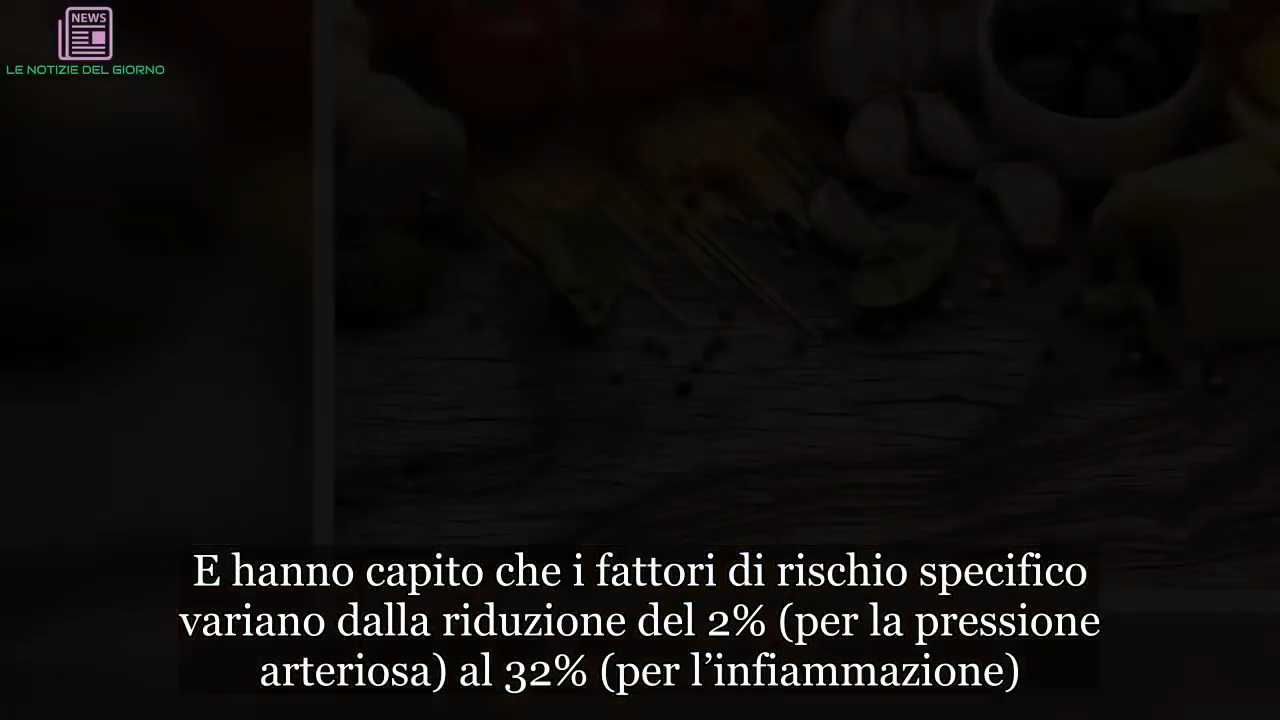 NEWS
LE NOTIZIE DEL GIORNO
E hanno capito che i fattori di rischio specifico
variano dalla riduzione del 2% (per la pressione
arteriosa) al 32% (per l’infiammazione)